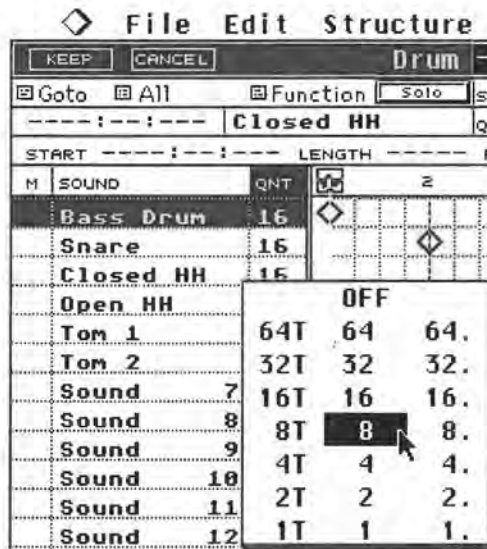 File Edit Structure
KEEP CANCEL Drum
Goto All Function Solo S
----:--:--- Closed HH Q
START ----:--:--- LENGTH -----
M SOUND QNT 2
Bass Drum 16
Snare 16
Closed HH 16
Open HH
Tom 1
Tom 2
Sound 7
Sound 8
Sound 9
Sound 10
Sound 11
Sound 12
OFF
64T 64 64.
32T 32 32.
16T 16 16.
8T 8 8.
4T 4 4.
2T 2 2.
1T 1 1.